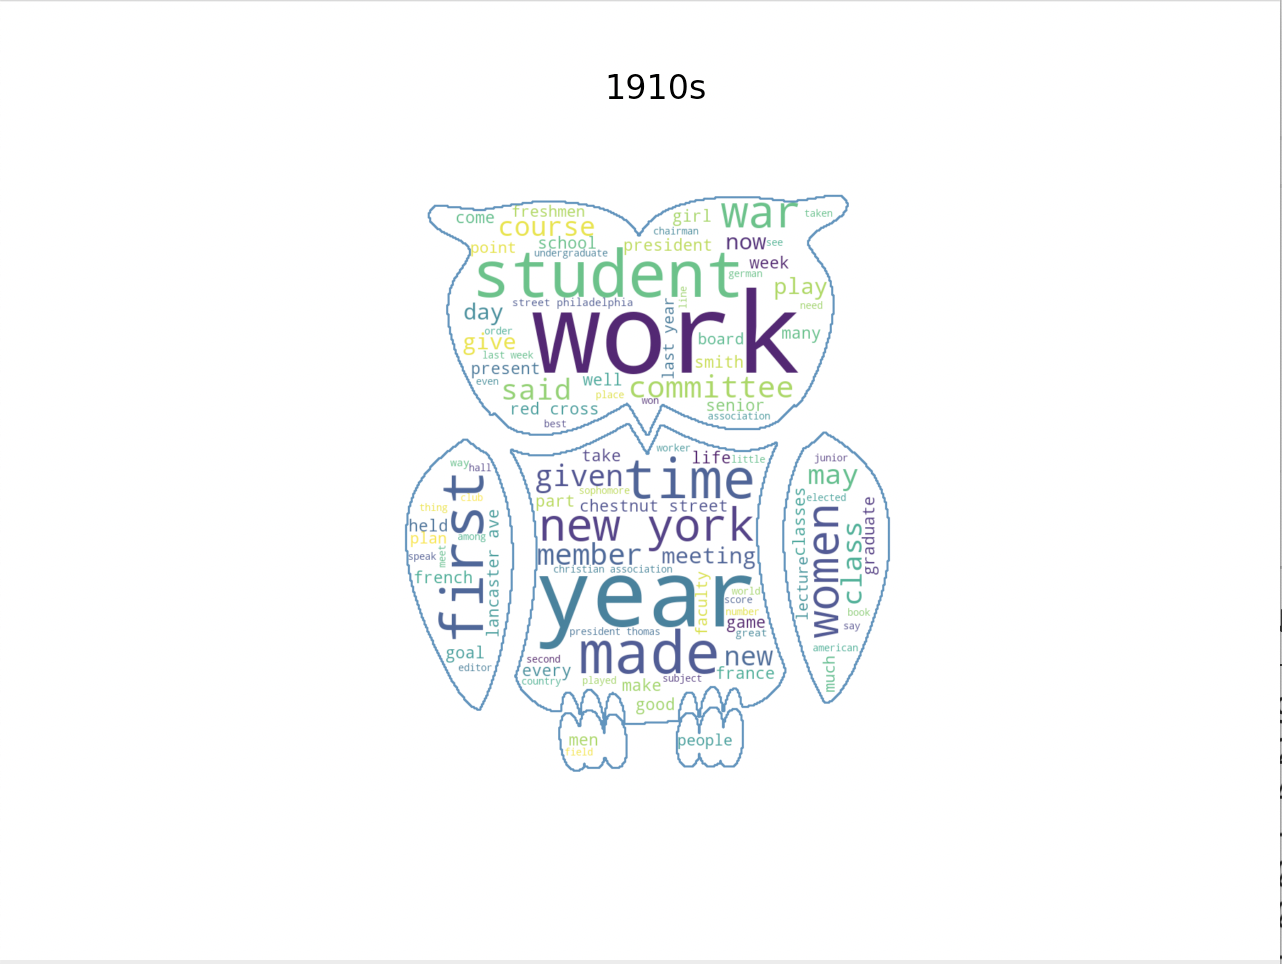 1910s
come
freshmen
course
girl
war
taken
chairman
point
school
undergraduate
president
now
see
student
week
german
play
line
street philadelphia
need
day
work
last year
order
give
board
many
last week
smith
present
even
well
said
place
committee
won
red cross
senior
association
best
way
hall
first
club
thing
held
plan
among
meet
speak
french
lancaster ave
goal
editor
take
worker
life
little
given
time
sophomore
part
chestnut street
new york
member
meeting
christian association
year
faculty
world
score
number
game
president thomas
great
made
new
second
every
country
france
played
make
subject
good
junior
may
elected
classes
lecture
women
class
graduate
book
say
american
much
men
field
people